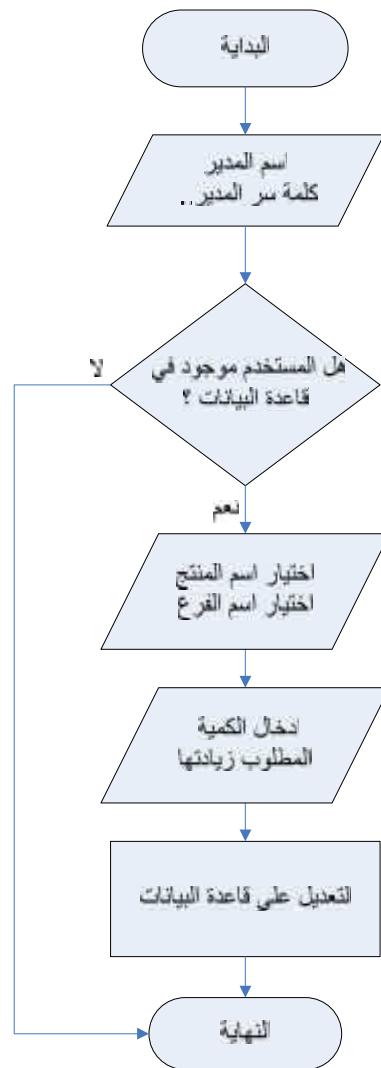 البداية
اسم المدير
كلمة سر المدير..
هل المستخدم موجود في
قاعدة البيانات ؟
لا
نعم
اختيار اسم المنتج
اختيار اسم الفرع
ادخال الكمية
المطلوب زيادتها
التعديل على قاعدة البيانات
النهاية